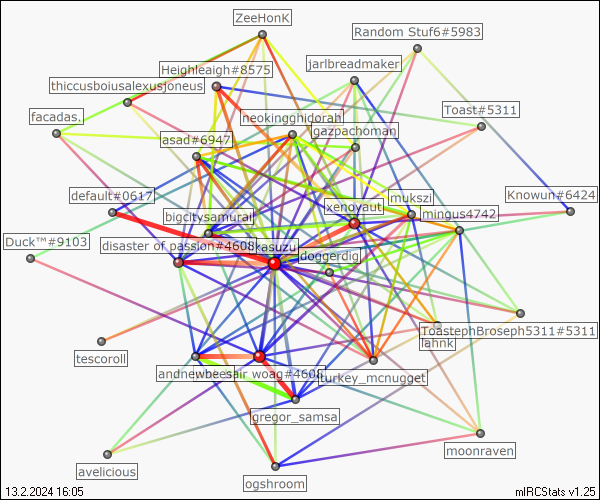 ZeeHonK
Random Stuf6#5983
jarlbreadmaker
Heighleaigh#8575
thiccusboiusalexusjoneus
Toast#5311
facadas.
neokingghidorah
gazpachoman
asad#6947
default#0617
mukszi
Knowun#6424
xenoyaut
bigcitysamurai
mingus4742
Duck™#9103
disaster of passion#4608
kasuzu
doggerdig
ToastephBroseph5311#5311
lahnk
tescoroll
andnewbees
air woag#4608
turkey_mcnugget
gregor_samsa
moonraven
avelicious
ogshroom
13.2.2024 16:05
mIRCStats v1.25